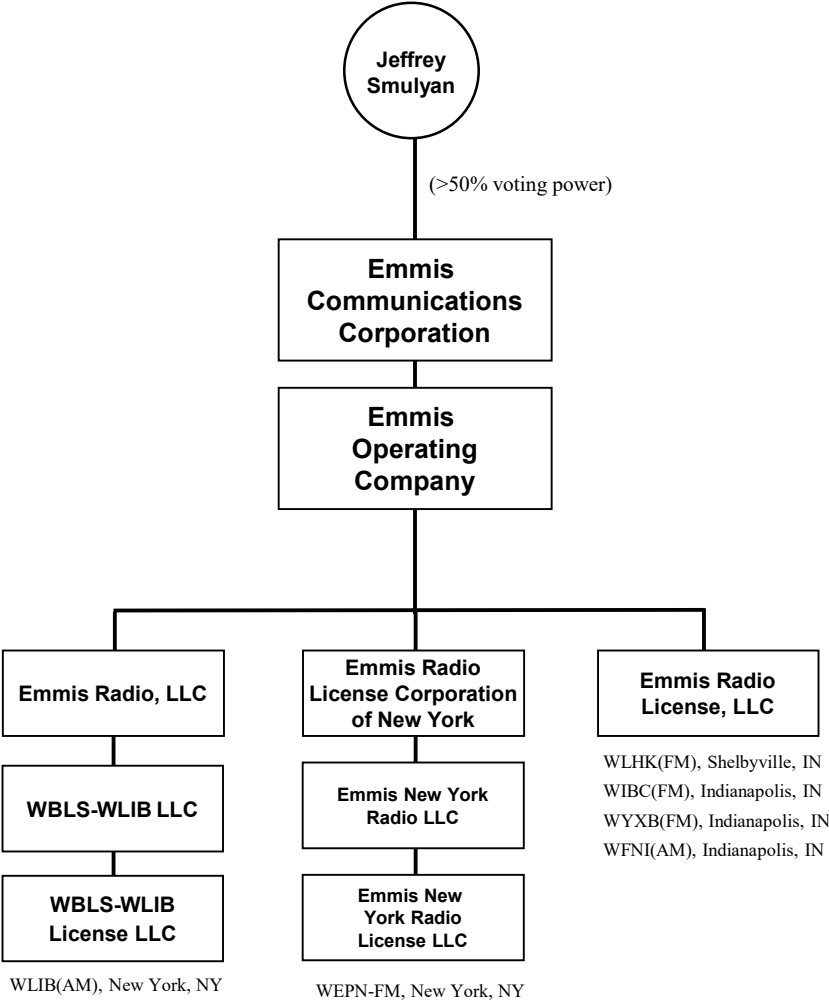 Jeffrey
Smulyan
(>50% voting power)
Emmis
Communications
Corporation
Emmis
Operating
Company
Emmis Radio, LLC
WBLS-WLIB LLC
WBLS-WLIB
License LLC
WLIB(AM), New York, NY
Emmis Radio
License Corporation
of New York
Emmis New York
Radio LLC
Emmis New
York Radio
License LLC
WEPN-FM, New York, NY
Emmis Radio
License, LLC
WLHK(FM), Shelbyville, IN
WIBC(FM), Indianapolis, IN
WYXB(FM), Indianapolis, IN
WFNI(AM), Indianapolis, IN